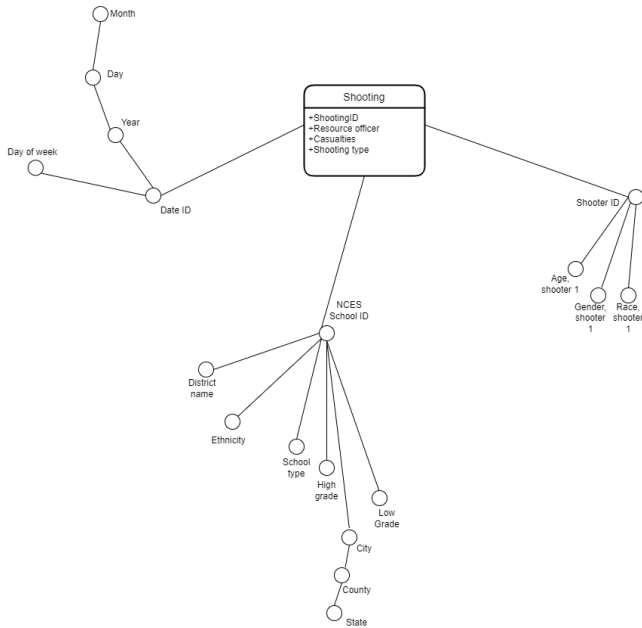 Month
Day
Year
Day of week
Date ID
Shooting
+ShootingID
+Resource officer
+Casualties
+Shooting type
Shooter ID
Age,
shooter 1
Gender,
shooter
1
Race,
shooter
1
NCES
School ID
District
name
Ethnicity
School
type
High
grade
Low
Grade
City
County
State